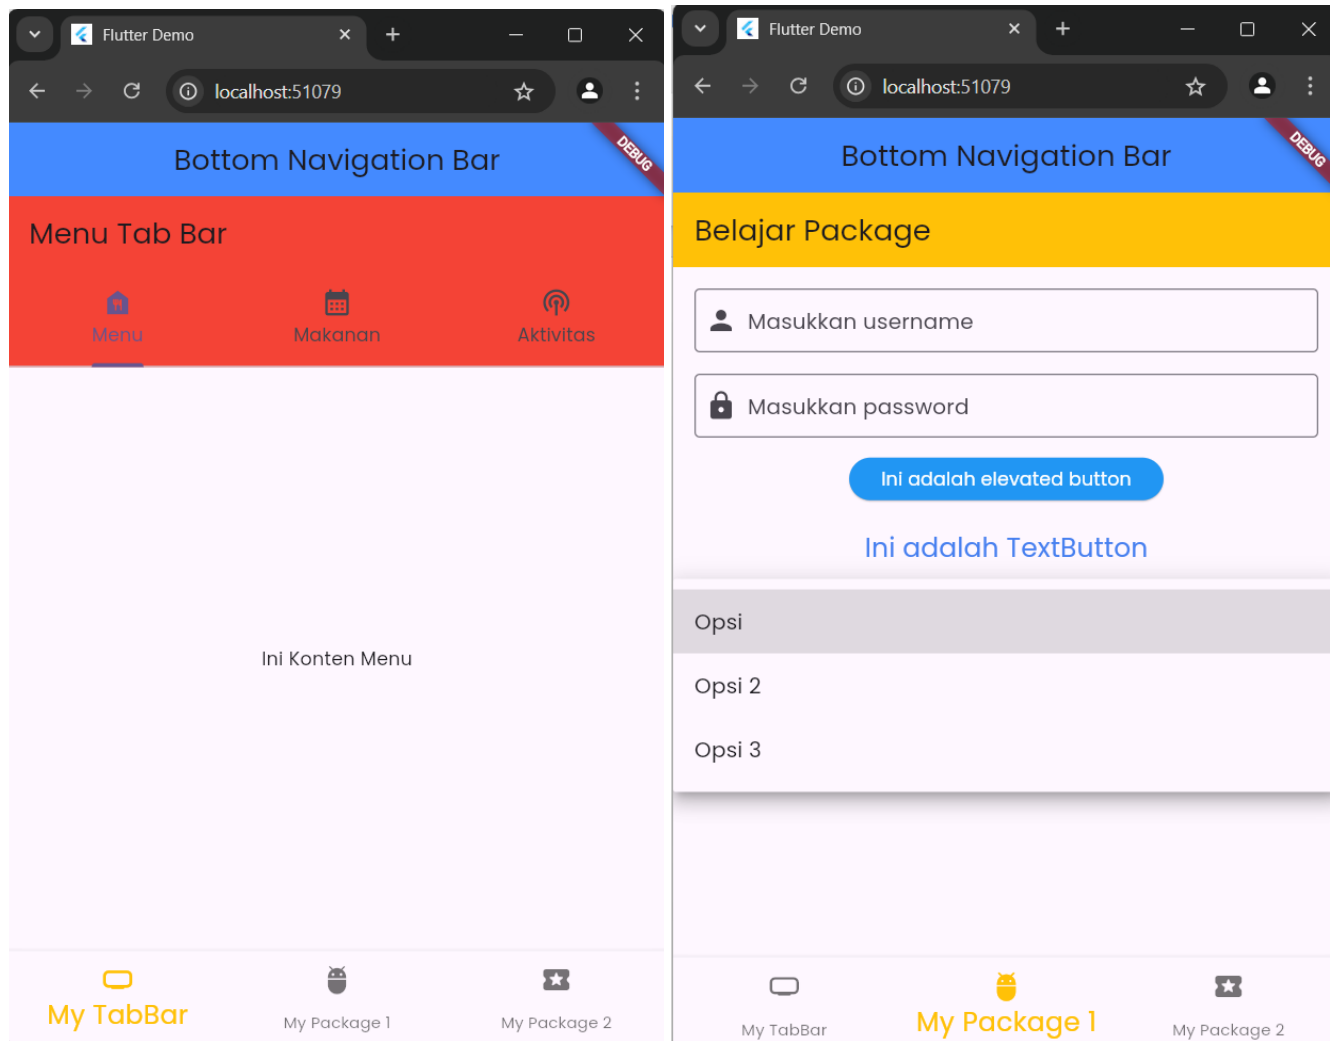 Flutter Demo
localhost:51079
Bottom Navigation Bar
DEBUG
Menu Tab Bar
Menu
Makanan
Aktivitas
Ini Konten Menu
My TabBar
My Package 1
My Package 2
Flutter Demo
localhost:51079
Bottom Navigation Bar
DEBUG
Belajar Package
Masukkan username
Masukkan password
Ini adalah elevated button
Ini adalah TextButton
Opsi
Opsi 2
Opsi 3
My TabBar
My Package 1
My Package 2